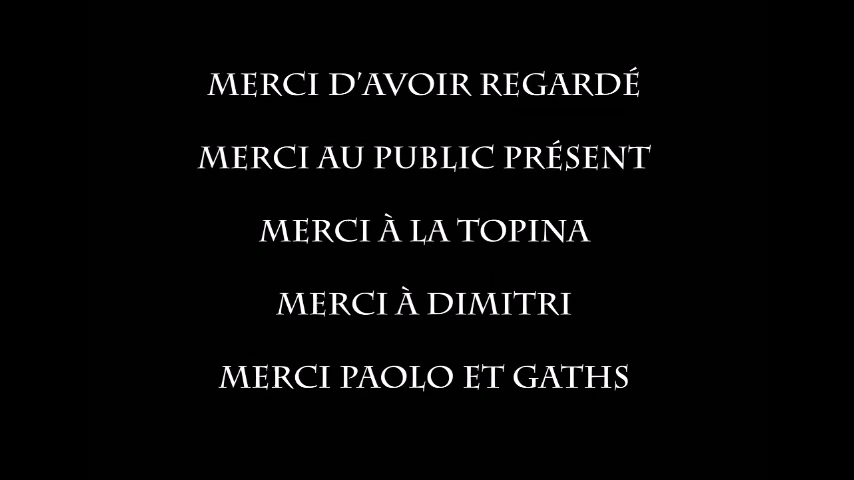 MERCI D'AVOIR REGARDÉ
MERCI AU PUBLIC PRÉSENT
MERCI À LA TOPINA
MERCI À DIMITRI
MERCI PAOLO ET GATHS